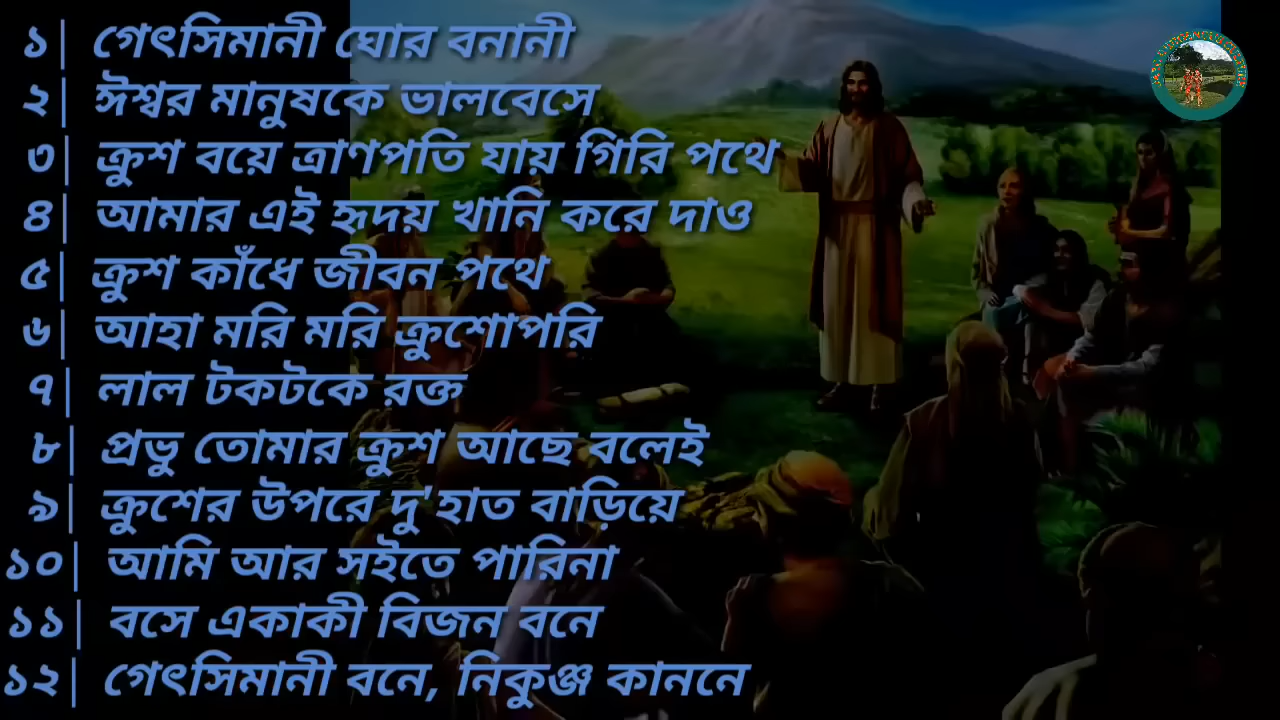 ১| গেৎসিমানী ঘোর বনানী
২| ঈশ্বর মানুষকে ভালবেসে
৩| ক্রুশ বয়ে ত্রাণপতি যায় গিরি পথে
৪| আমার এই হৃদয় খানি করে দাও
৫| ক্রুশ কাঁধে জীবন পথে
৬| আহা মরি মরি ক্রুশোপরি
৭| লাল টকটকে রক্ত
৮| প্রভু তোমার ক্রুশ আছে বলেই
৯| ক্রুশের উপরে দু'হাত বাড়িয়ে
১০| আমি আর সইতে পারিনা
১১| বসে একাকী বিজন বনে
১২| গেৎসিমানী বনে, নিকুঞ্জ কাননে